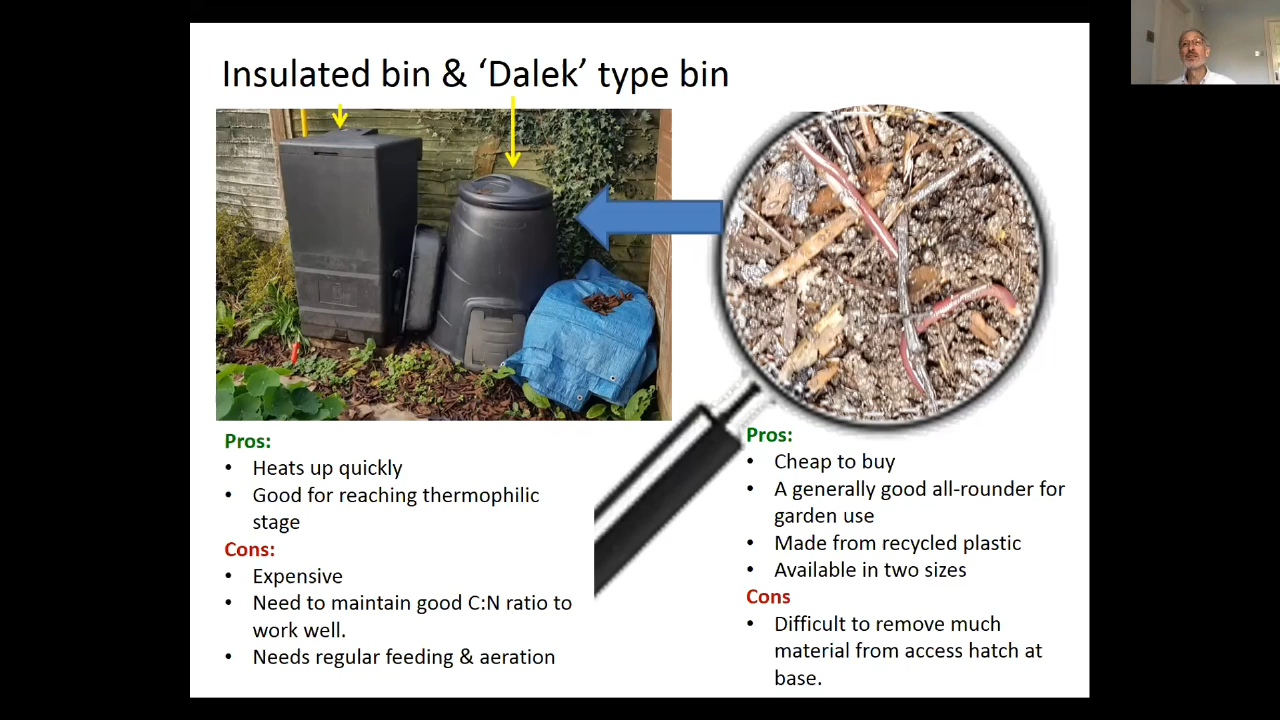 Insulated bin & ‘Dalek’ type bin
Pros:
• Heats up quickly
• Good for reaching thermophilic
stage
Cons:
• Expensive
• Need to maintain good C:N ratio to
work well.
• Needs regular feeding & aeration
Pros:
• Cheap to buy
• A generally good all-rounder for
garden use
• Made from recycled plastic
• Available in two sizes
Cons
• Difficult to remove much
material from access hatch at
base.